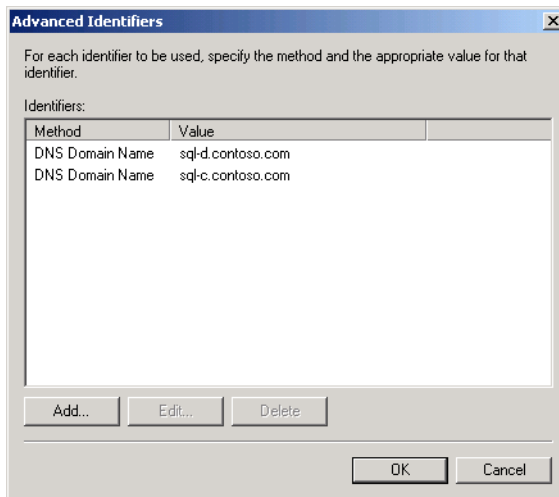 Advanced Identifiers
For each identifier to be used, specify the method and the appropriate value for that
identifier.
Identifiers:
Method Value
DNS Domain Name sql-d.contoso.com
DNS Domain Name sql-c.contoso.com
Add... Edit... Delete
OK Cancel